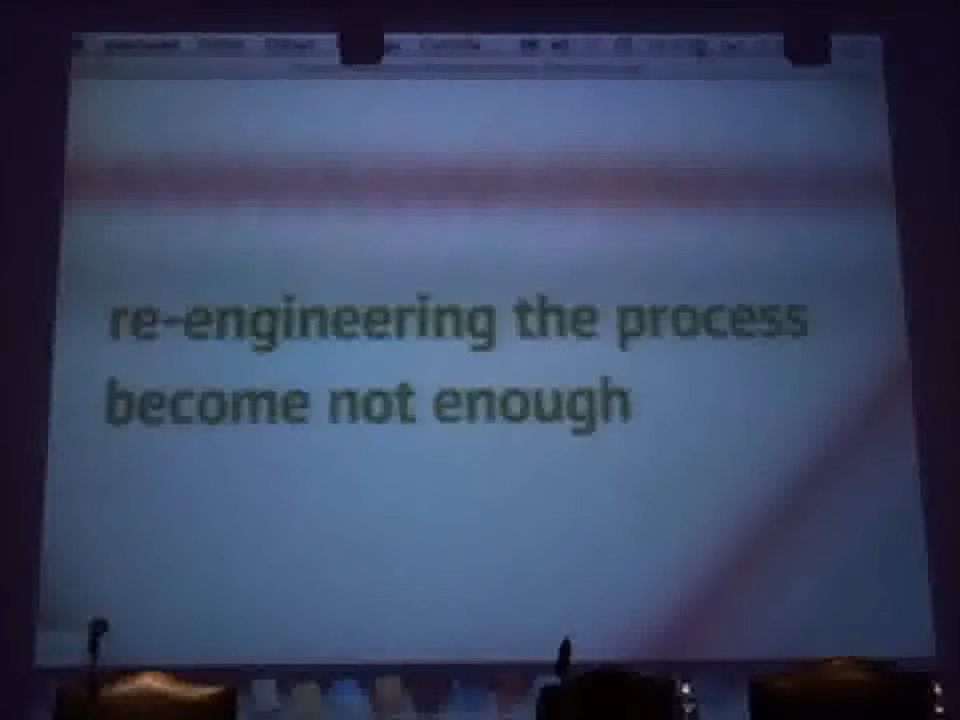 re-engineering the process
become not enough